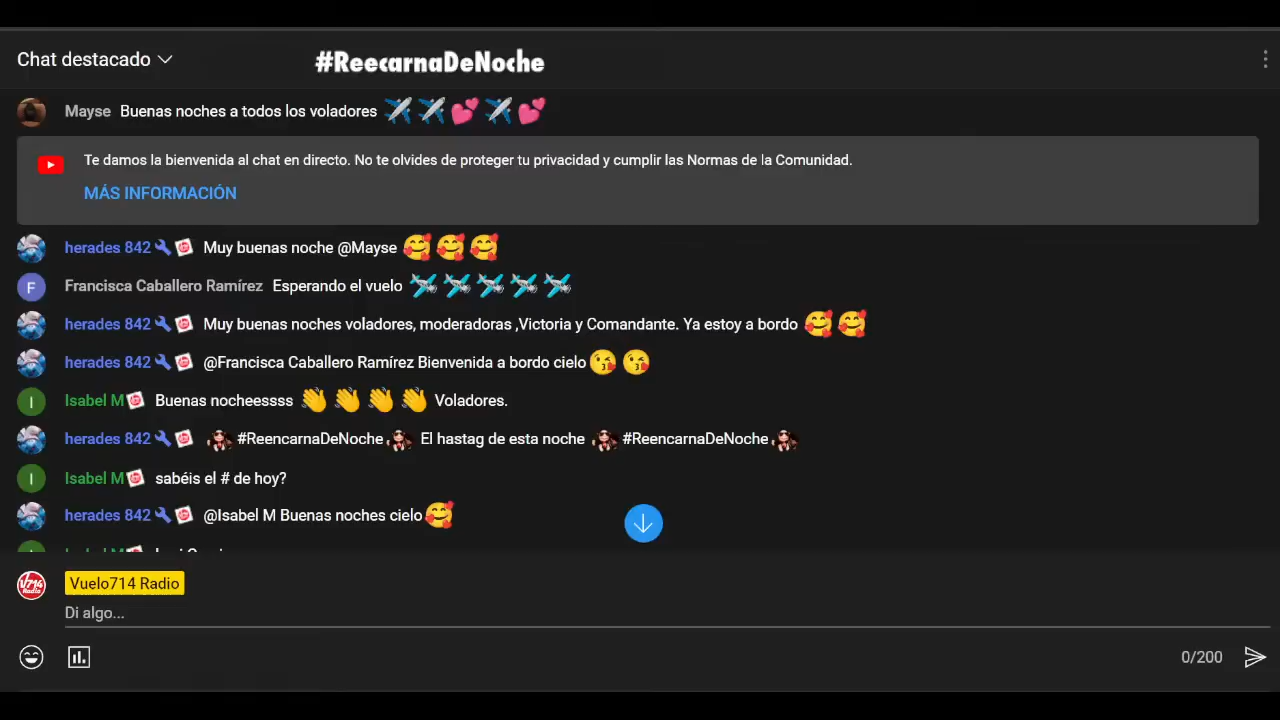 Chat destacado
#ReecarnaDeNoche
Mayse Buenas noches a todos los voladores ✈️✈️💕✈️💕
Te damos la bienvenida al chat en directo. No te olvides de proteger tu privacidad y cumplir las Normas de la Comunidad.
MÁS INFORMACIÓN
herades 842 Muy buenas noche @Mayse 🥰🥰🥰
F
Francisca Caballero Ramírez Esperando el vuelo 🛩️🛩️🛩️🛩️🛩️
herades 842 Muy buenas noches voladores, moderadoras ,Victoria y Comandante. Ya estoy a bordo 🥰🥰
herades 842 @Francisca Caballero Ramírez Bienvenida a bordo cielo😘😘
I
Isabel M Buenas nocheessss 👋👋👋👋 Voladores.
herades 842 #ReencarnaDeNoche El hastag de esta noche #ReencarnaDeNoche
I
Isabel M sabéis el # de hoy?
herades 842 @Isabel M Buenas noches cielo🥰
Isabel M
V714 Radio
Vuelo714 Radio
Di algo...
0/200